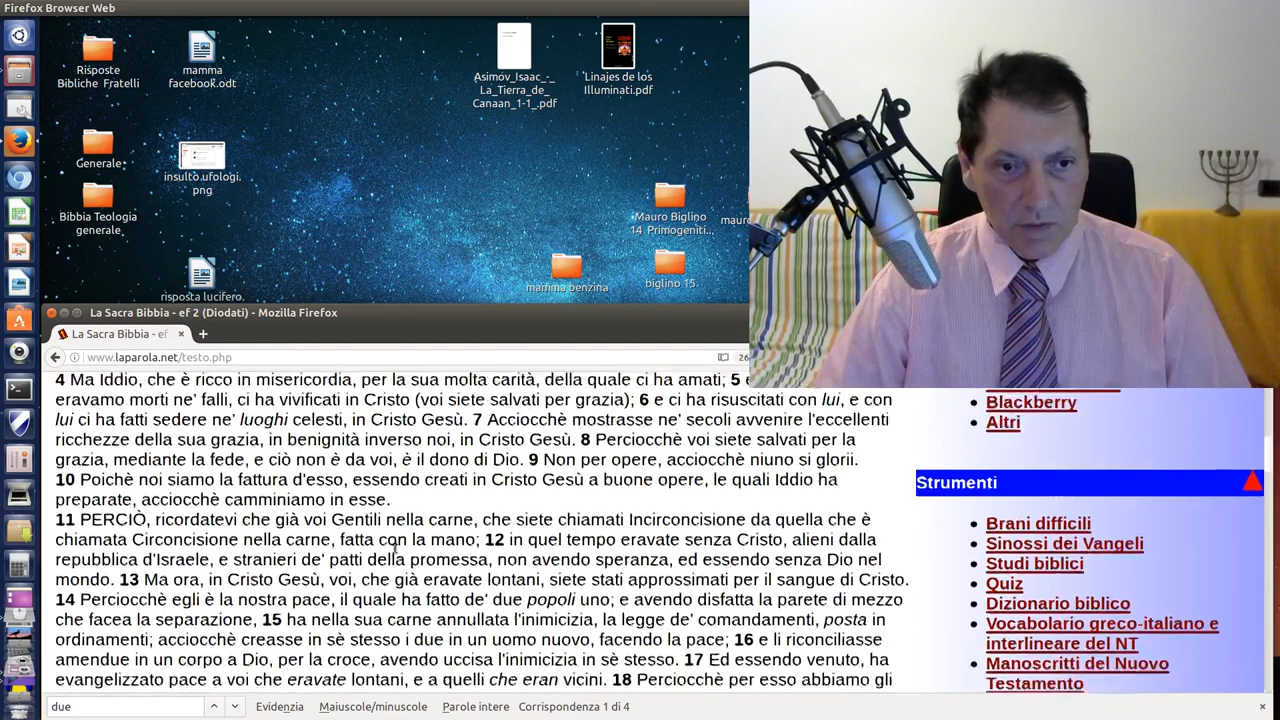 Firefox Browser Web
Risposte
Bibliche Fratelli
mamma
facebook.odt
Asimov_Isaac_-_
La_Tierra_de_
Canaan_1-1_.pdf
Linajes de los
Illuminati.pdf
Generale
insulto ufologi.
png
Bibbia Teologia
generale
Mauro Biglino
14 Primogeniti...
risposta lucifero.
mamma benzina
biglino 15.
La Sacra Bibbia - ef 2 (Diodati) - Mozilla Firefox
La Sacra Bibbia - ef
www.laparola.net/testo.php
4 Ma Iddio, che è ricco in misericordia, per la sua molta carità, della quale ci ha amati; 5
eravamo morti ne' falli, ci ha vivificati in Cristo (voi siete salvati per grazia); 6 e ci ha risuscitati con lui, e con
lui ci ha fatti sedere ne' luoghi celesti, in Cristo Gesù. 7 Acciocchè mostrasse ne' secoli avvenire l'eccellenti
ricchezze della sua grazia, in benignità inverso noi, in Cristo Gesù. 8 Perciocchè voi siete salvati per la
grazia, mediante la fede, e ciò non è da voi, è il dono di Dio. 9 Non per opere, acciocchè niuno si glorii.
10 Poichè noi siamo la fattura d'esso, essendo creati in Cristo Gesù a buone opere, le quali Iddio ha
preparate, acciocchè camminiamo in esse.
11 PERCIÒ, ricordatevi che già voi Gentili nella carne, che siete chiamati Incirconcisione da quella che è
chiamata Circoncisione nella carne, fatta con la mano; 12 in quel tempo eravate senza Cristo, alieni dalla
repubblica d'Israele, e stranieri de' patti della promessa, non avendo speranza, ed essendo senza Dio nel
mondo. 13 Ma ora, in Cristo Gesù, voi, che già eravate lontani, siete stati approssimati per il sangue di Cristo.
14 Perciocchè egli è la nostra pace, il quale ha fatto de' due popoli uno; e avendo disfatta la parete di mezzo
che facea la separazione, 15 ha nella sua carne annullata l'inimicizia, la legge de' comandamenti, posta in
ordinamenti; acciocchè creasse in sè stesso i due in un uomo nuovo, facendo la pace; 16 e li riconciliasse
amendue in un corpo a Dio, per la croce, avendo uccisa l'inimicizia in sè stesso. 17 Ed essendo venuto, ha
evangelizzato pace a voi che eravate lontani, e a quelli che eran vicini. 18 Perciocchè per esso abbiamo gli
Blackberry
Altri
Strumenti
Brani difficili
Sinossi dei Vangeli
Studi biblici
Quiz
Dizionario biblico
Vocabolario greco-italiano e
interlineare del NT
Manoscritti del Nuovo
Testamento
due
Evidenzia Maiuscole/minuscole Parole intere Corrispondenza 1 di 4